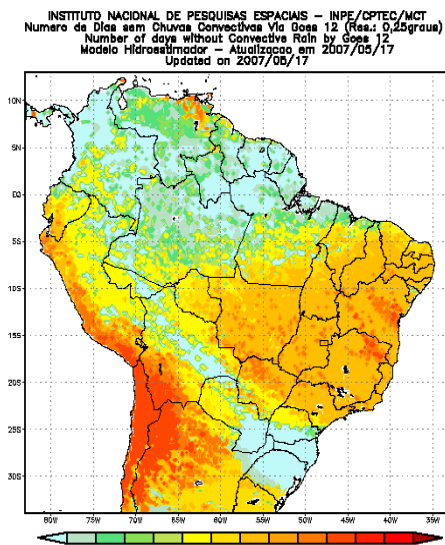 INSTITUTO NACIONAL DE PESQUISAS ESPACIAIS - INPE/CPTEC/MCT
Numero de Dias sem Chuvas Convectivas Via Goes 12 (Res.: 0,25graus)
Number of days without Convective Rain by Goes 12
Modelo Hidroestimador - Atualizacao em 2007/05/17
Updated on 2007/05/17
10N
5N
EQ
5S
10S
15S
20S
25S
30S
80W 75W 70W 65W 60W 55W 50W 45W 40W 35W